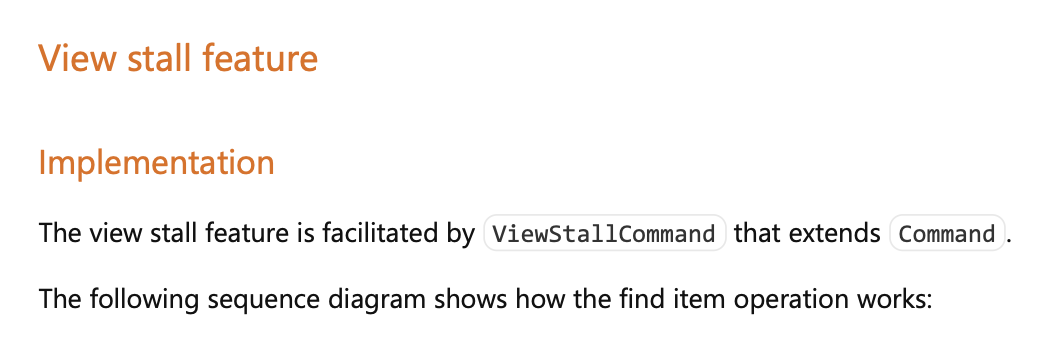 View stall feature
Implementation
The view stall feature is facilitated by ViewStallCommand that extends Command.
The following sequence diagram shows how the find item operation works: